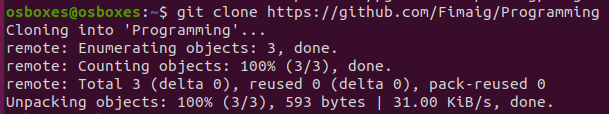 osboxes@osboxes:~$ git clone https://github.com/Fimaig/Programming
Cloning into 'Programming'...
remote: Enumerating objects: 3, done.
remote: Counting objects: 100% (3/3), done.
remote: Total 3 (delta 0), reused 0 (delta 0), pack-reused 0
Unpacking objects: 100% (3/3), 593 bytes | 31.00 KiB/s, done.